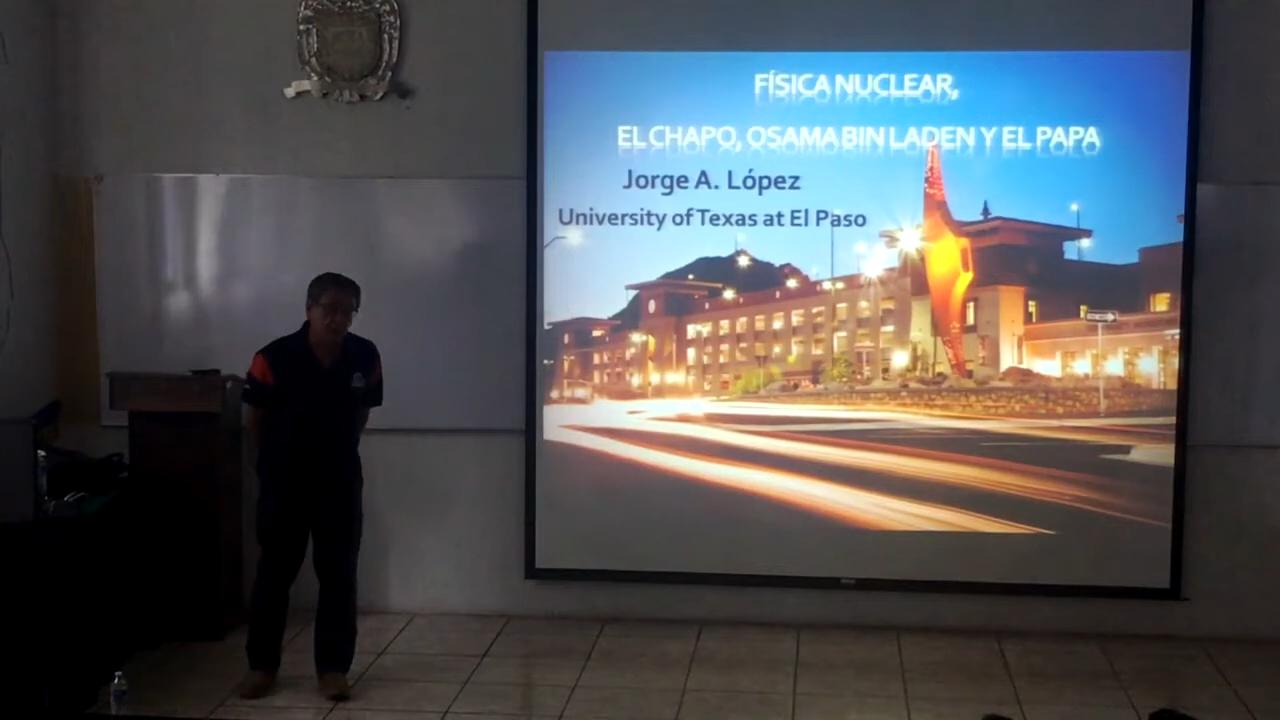 FÍSICA NUCLEAR,
EL CHAPO, OSAMA BIN LADEN Y EL PAPA
Jorge A. López
University of Texas at El Paso